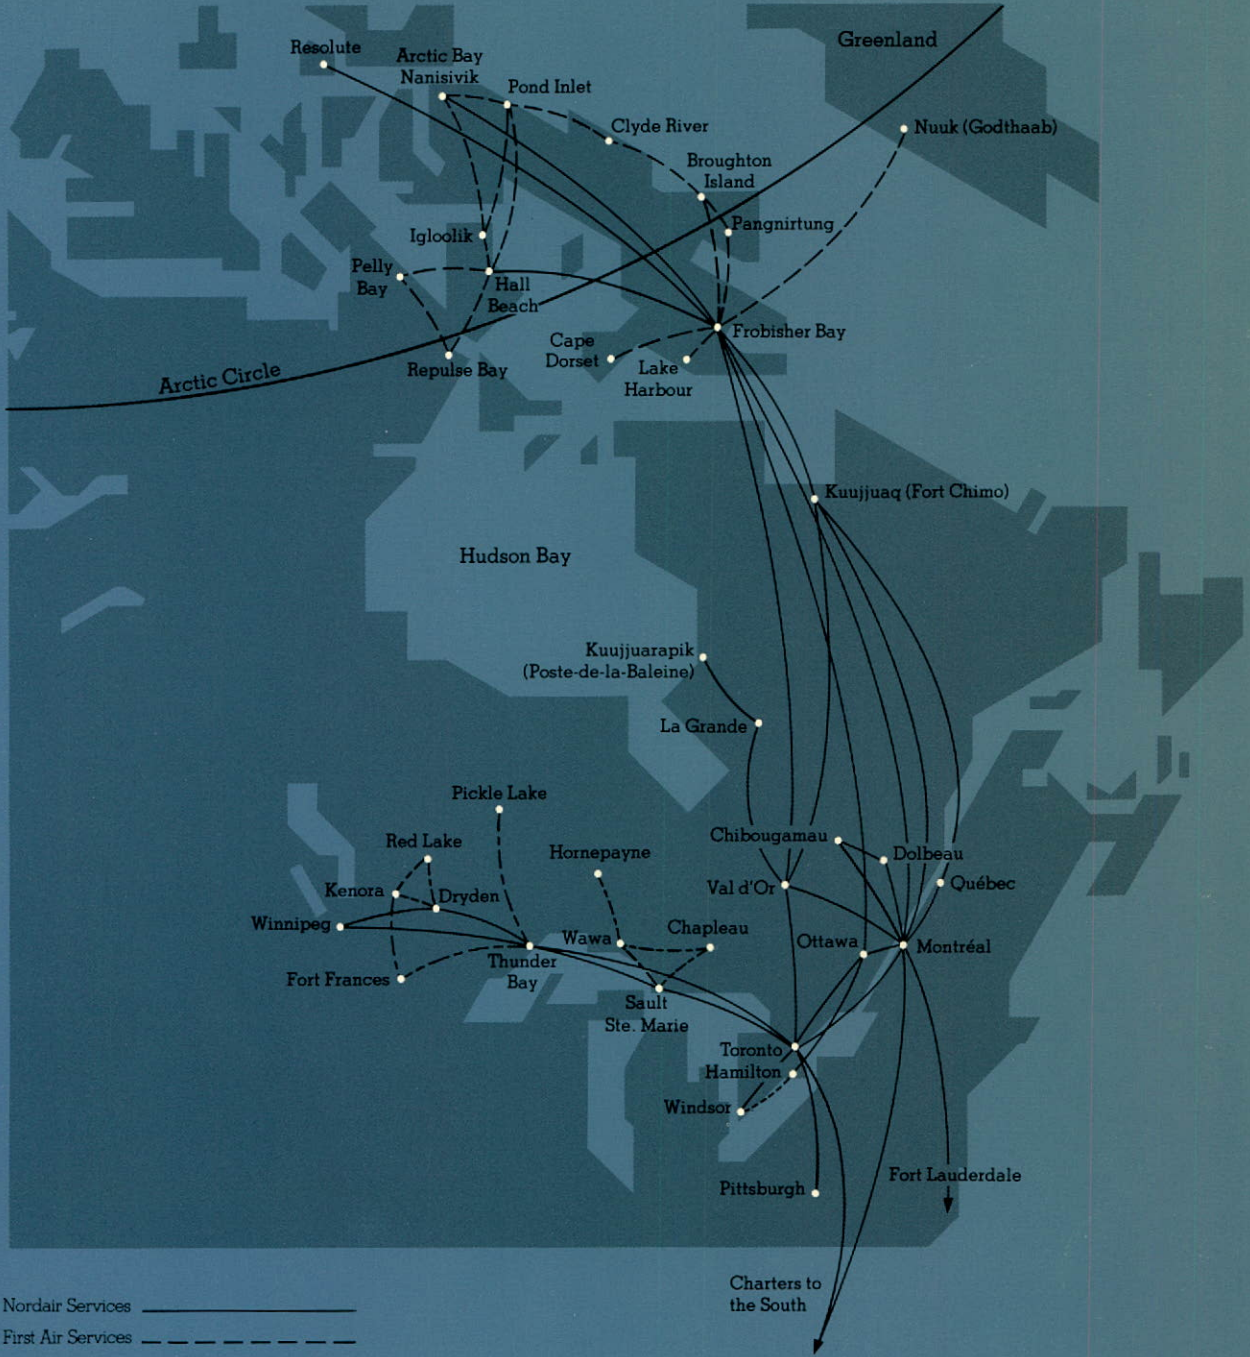 Greenland
Resolute
Arctic Bay
Nanisivik
Pond Inlet
Clyde River
Nuuk (Godthaab)
Broughton
Island
Pangnirtung
Igloolik
Pelly
Bay
Hall
Beach
Frobisher Bay
Cape
Dorset
Lake
Harbour
Repulse Bay
Arctic Circle
Kuujjuaq (Fort Chimo)
Hudson Bay
Kuujjuarapik
(Poste-de-la-Baleine)
La Grande
Pickle Lake
Chibougamau
Red Lake
Hornepayne
Dolbeau
Kenora
Dryden
Val d'Or
Québec
Winnipeg
Wawa
Chapleau
Ottawa
Montréal
Thunder
Bay
Fort Frances
Sault
Ste. Marie
Toronto
Hamilton
Windsor
Pittsburgh
Fort Lauderdale
Charters to
the South
Nordair Services
First Air Services